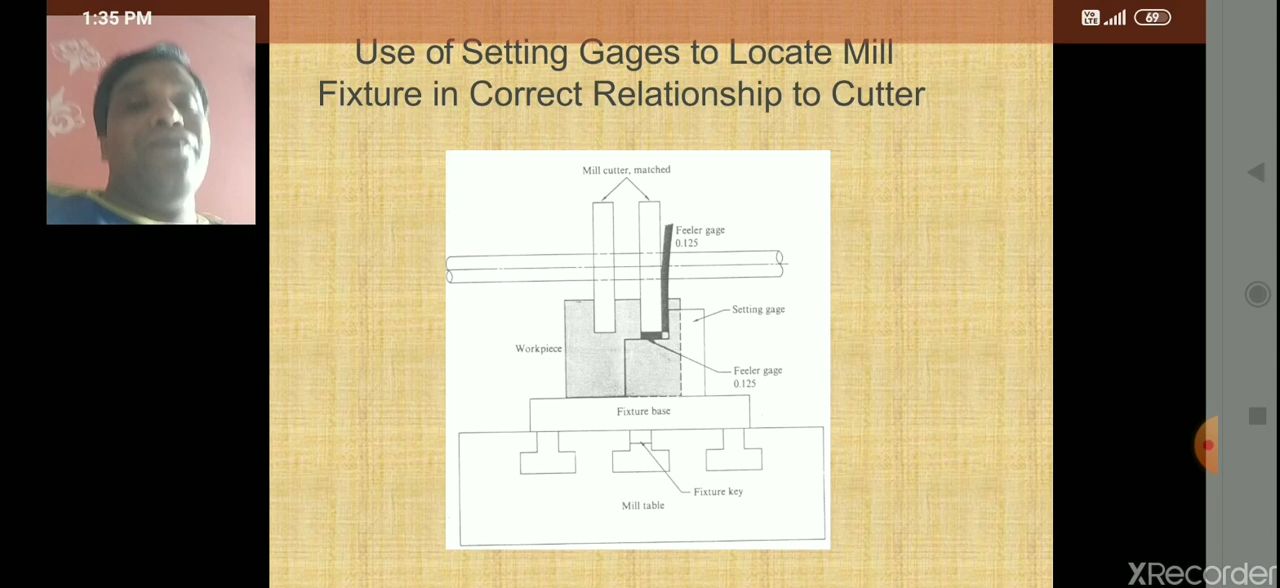 1:35 PM
Vo
LTE
69
Use of Setting Gages to Locate Mill
Fixture in Correct Relationship to Cutter
Mill cutter, matched
Feeler gage
0.125
Setting gage
Workpiece
Feeler gage
0.125
Fixture base
Fixture key
Mill table
XRecorder